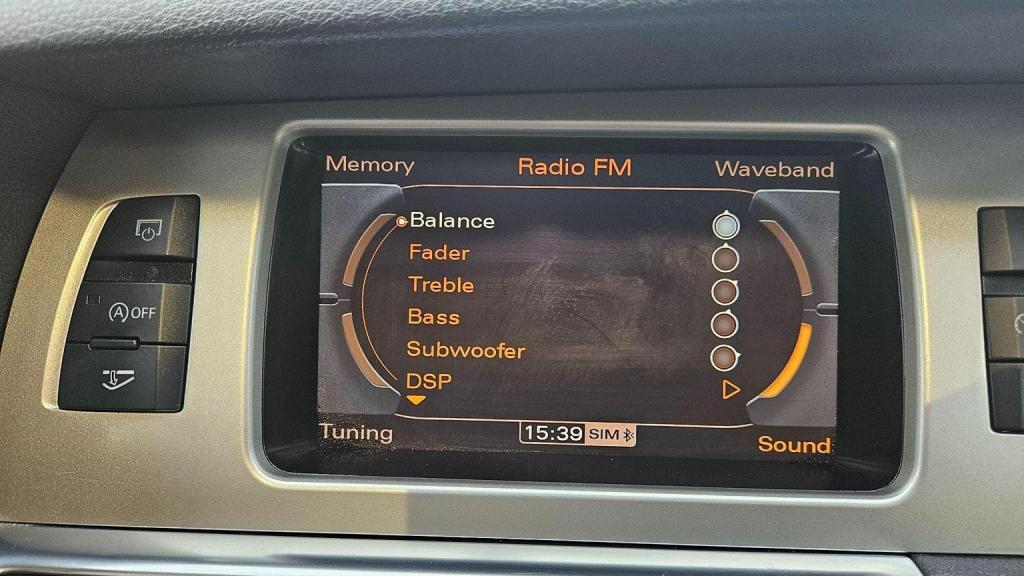 Memory Radio FM Waveband
Balance
Fader
Treble
Bass
Subwoofer
DSP
Tuning 15:39 SIM Sound
(A) OFF